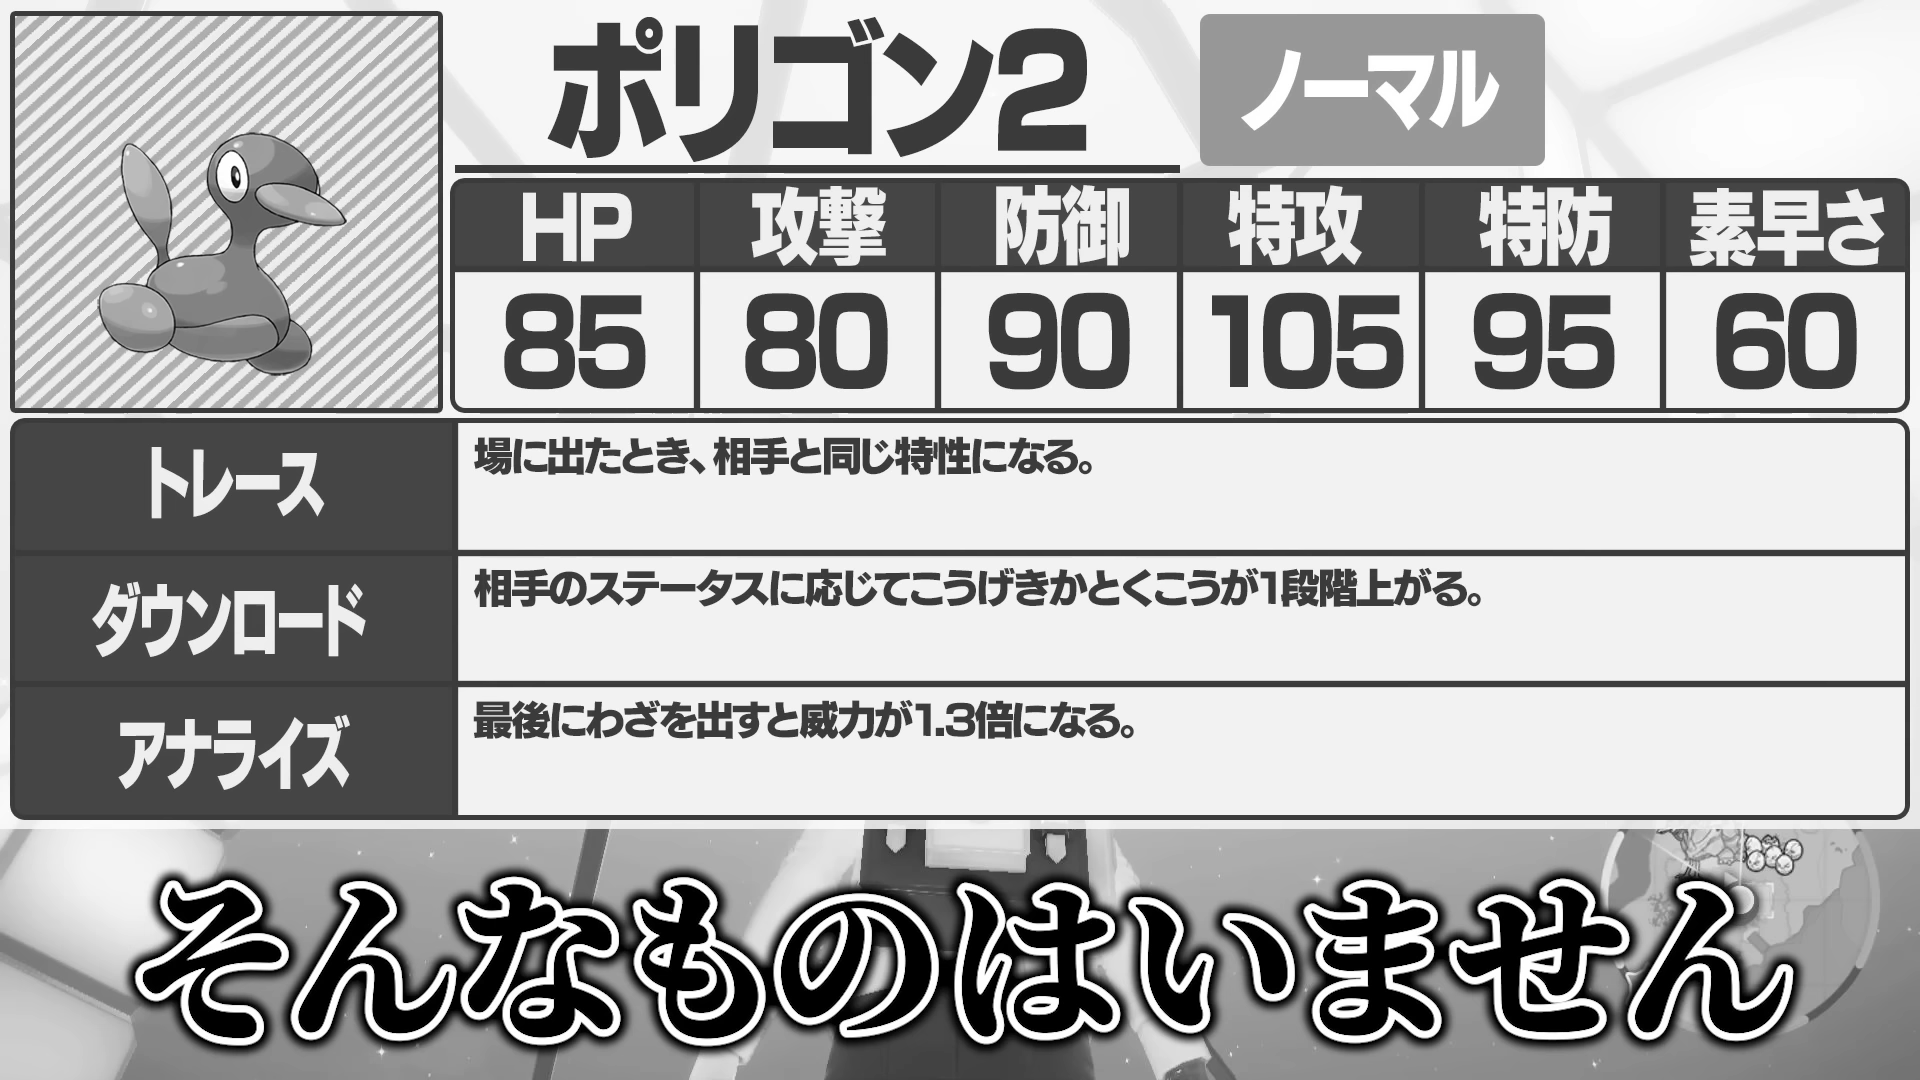 ポリゴン2
ノーマル
HP 攻撃 防御 特攻 特防 素早さ
85 80 90 105 95 60
トレース
場に出たとき、相手と同じ特性になる。
ダウンロード
相手のステータスに応じてこうげきかとくこうが1段階上がる。
アナライズ
最後にわざを出すと威力が1.3倍になる。
そんなものはいません